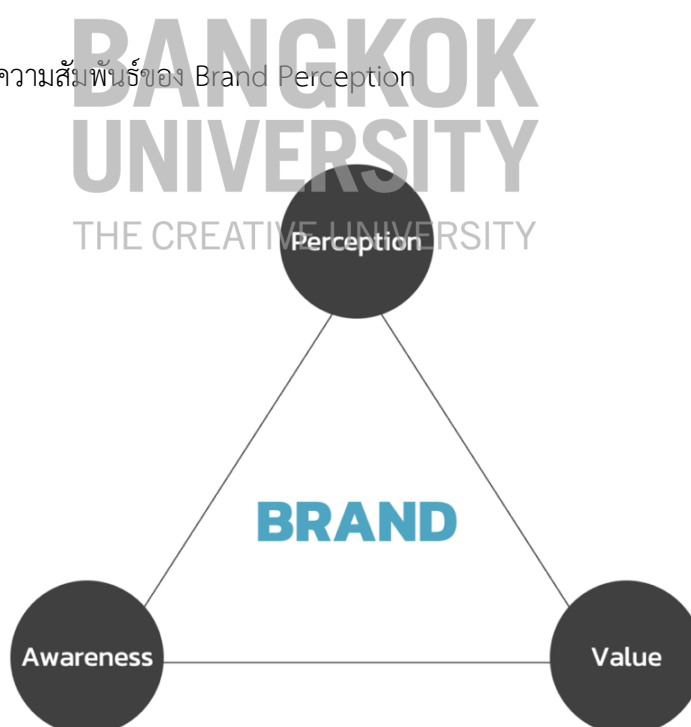 ความสัมพันธ์ของ Brand Perception
BANGKOK
UNIVERSITY
THE CREATIVE UNIVERSITY
Perception
BRAND
Awareness
Value